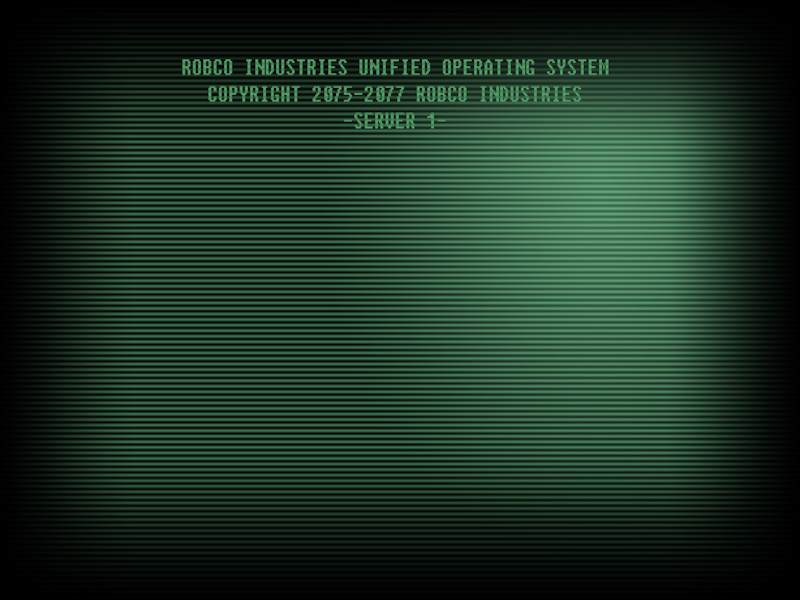 ROBCO INDUSTRIES UNIFIED OPERATING SYSTEM
COPYRIGHT 2075-2077 ROBCO INDUSTRIES
-SERVER 1-